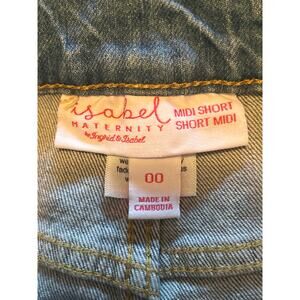 isabel
MATERNITY
by Ingrid & Isabel
MIDI SHORT
SHORT MIDI
00
MADE IN
CAMBODIA